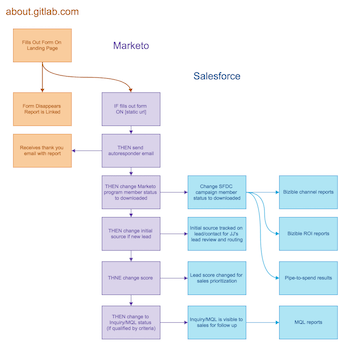 about.gitlab.com
Marketo
Salesforce
Fills Out Form On
Landing Page
Form Disappears
Report is Linked
IF fills out form
ON [static url]
Receives thank you
email with report
THEN send
autoresponder email
THEN change Marketo
program member status
to downloaded
Change SFDC
campaign member
status to downloaded
Bizible channel reports
THEN change initial
source if new lead
Initial source tracked on
lead/contact for JJ's
lead review and routing
Bizible ROI reports
THNE change score
Lead score changed for
sales prioritization
Pipe-to-spend results
THEN change to
Inquiry/MQL status
(if qualified by criteria)
Inquiry/MQL is visible to
sales for follow up
MQL reports